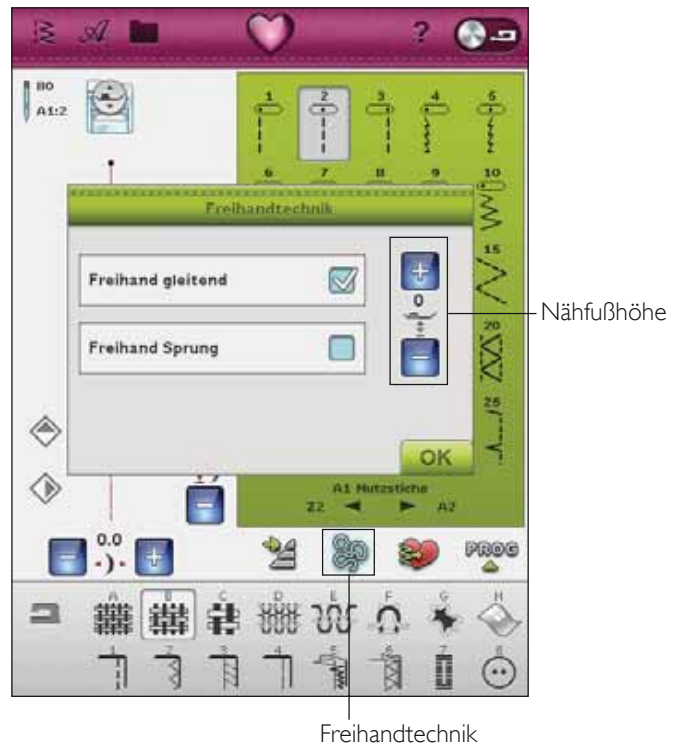 ?
80
A1:2
1 2 3 4 5
6 7 8 9 10
Freihandtechnik
15
Freihand gleitend
0
Nähfußhöhe
20
Freihand Sprung
25
OK
A1 Nutzstiche
Z2 A2
0.0
PROG
A B C D E F G H
1 2 3 4 5 6 7 8
Freihandtechnik